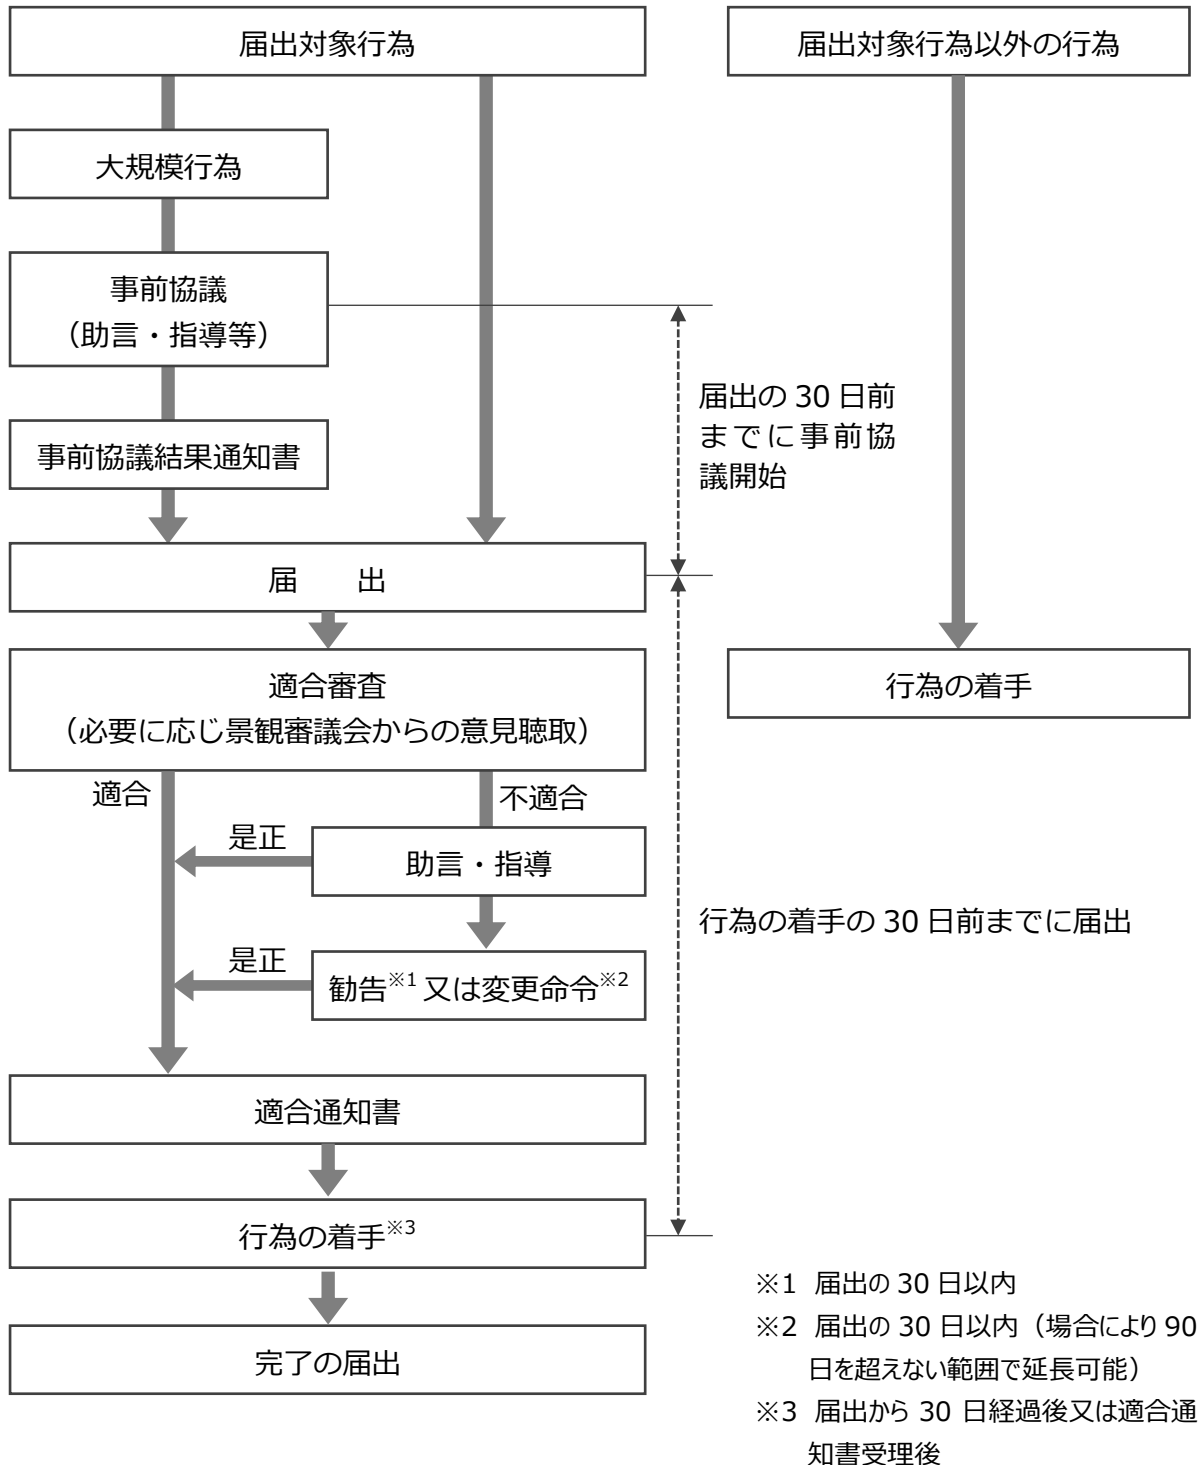 届出対象行為
届出対象行為以外の行為
大規模行為
事前協議
（助言・指導等）
届出の 30 日前
までに事前協
議開始
事前協議結果通知書
届　　出
適合審査
（必要に応じ景観審議会からの意見聴取）
行為の着手
適合
不適合
是正
助言・指導
行為の着手の 30 日前までに届出
是正
勧告※1 又は変更命令※2
適合通知書
行為の着手※3
完了の届出
※1 届出の 30 日以内
※2 届出の 30 日以内（場合により 90
日を超えない範囲で延長可能）
※3 届出から 30 日経過後又は適合通
知書受理後